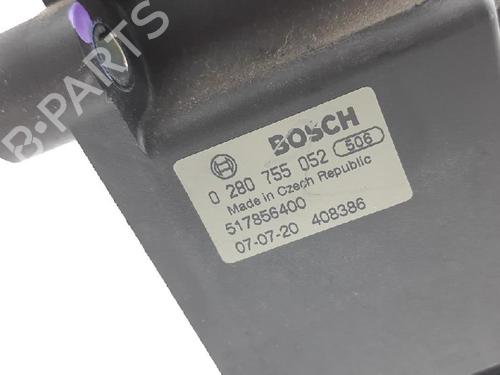 B-PARTS
BOSCH
0 280 755 052 506
Made in Czech Republic
517856400
07-07-20 408386